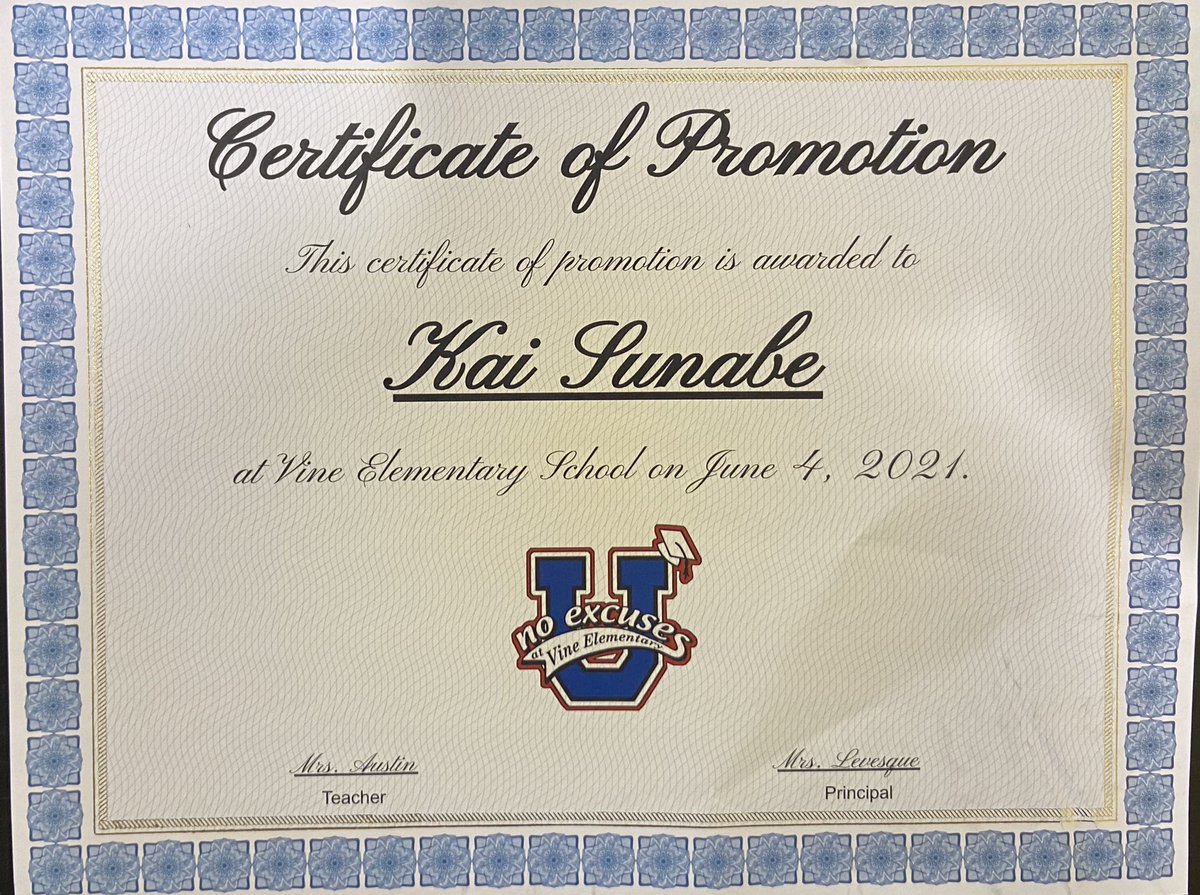 Certificate of Promotion
This certificate of promotion is awarded to
Kai Sunabe
at Vine Elementary School on June 4, 2021.
no excuses
at Vine Elementary
Mrs. Austin
Teacher
Mrs. Levesque
Principal